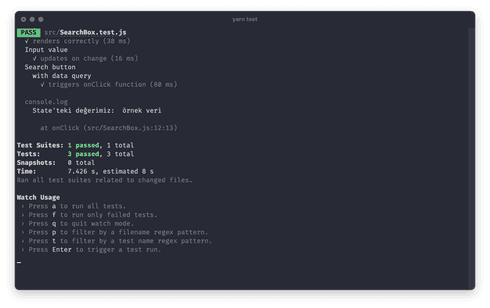 yarn test
PASS src/SearchBox.test.js
√ renders correctly (38 ms)
Input value
√ updates on change (16 ms)
Search button
with data query
√ triggers onClick function (80 ms)
console.log
State'teki değerimiz: örnek veri
at onClick (src/SearchBox.js:12:13)
Test Suites: 1 passed, 1 total
Tests: 3 passed, 3 total
Snapshots: 0 total
Time: 7.426 s, estimated 8 s
Ran all test suites related to changed files.
Watch Usage
› Press a to run all tests.
› Press f to run only failed tests.
› Press q to quit watch mode.
› Press p to filter by a filename regex pattern.
› Press t to filter by a test name regex pattern.
› Press Enter to trigger a test run.